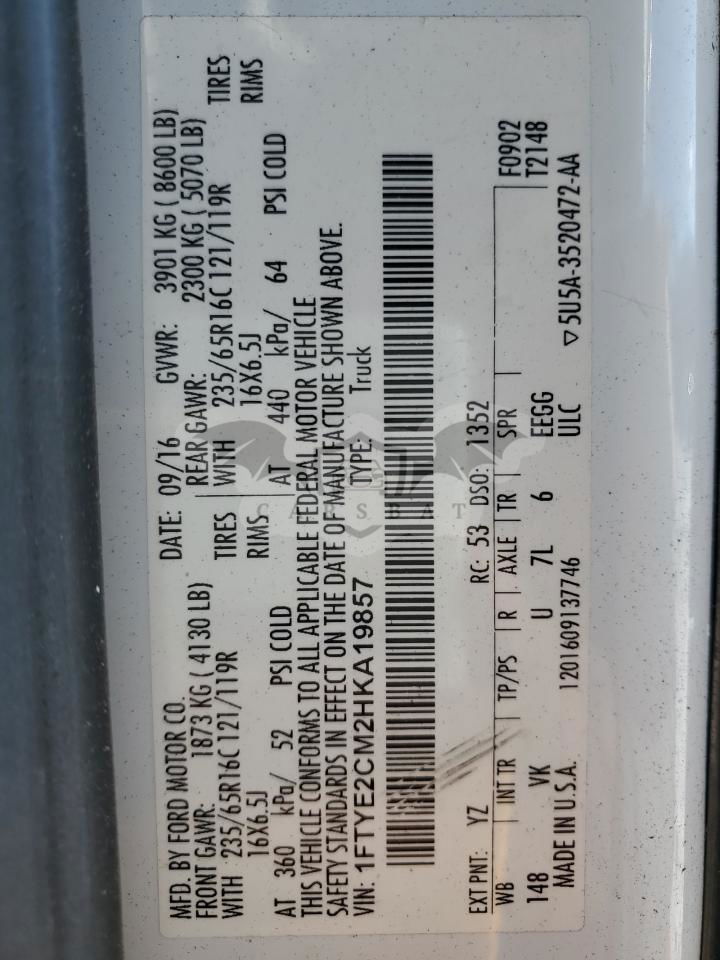 MFD. BY FORD MOTOR CO. DATE: 09/16 GVWR: 3901 KG ( 8600 LB)
FRONT GAWR: 1873 KG ( 4130 LB) REAR GAWR: 2300 KG ( 5070 LB)
WITH 235/65R16C 121/119R TIRES WITH 235/65R16C 121/119R TIRES
16X6.5J RIMS 16X6.5J RIMS
AT 360 kPa/ 52 PSI COLD AT 440 kPa/ 64 PSI COLD
THIS VEHICLE CONFORMS TO ALL APPLICABLE FEDERAL MOTOR VEHICLE
SAFETY STANDARDS IN EFFECT ON THE DATE OF MANUFACTURE SHOWN ABOVE.
VIN: 1FTYE2CM2HKA19857 TYPE: Truck
CARSBAT
EXT PNT: YZ RC: 53 DSO: 1352 F0902
WB INT TR TP/PS R AXLE TR SPR T2148
148 VK U 7L 6 EEGG
MADE IN U.S.A. 1201609137746 ULC ▽5U5A-3520472-AA